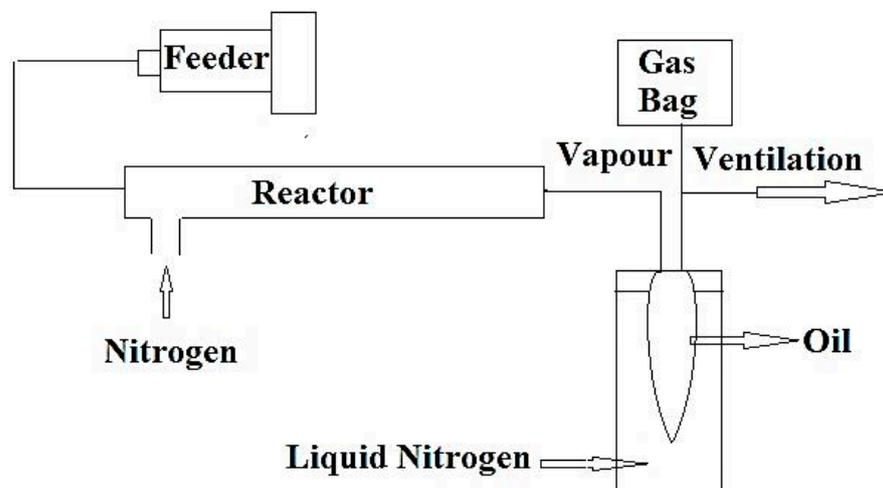 Feeder
Gas
Bag
Vapour
Ventilation
Reactor
Nitrogen
Oil
Liquid Nitrogen